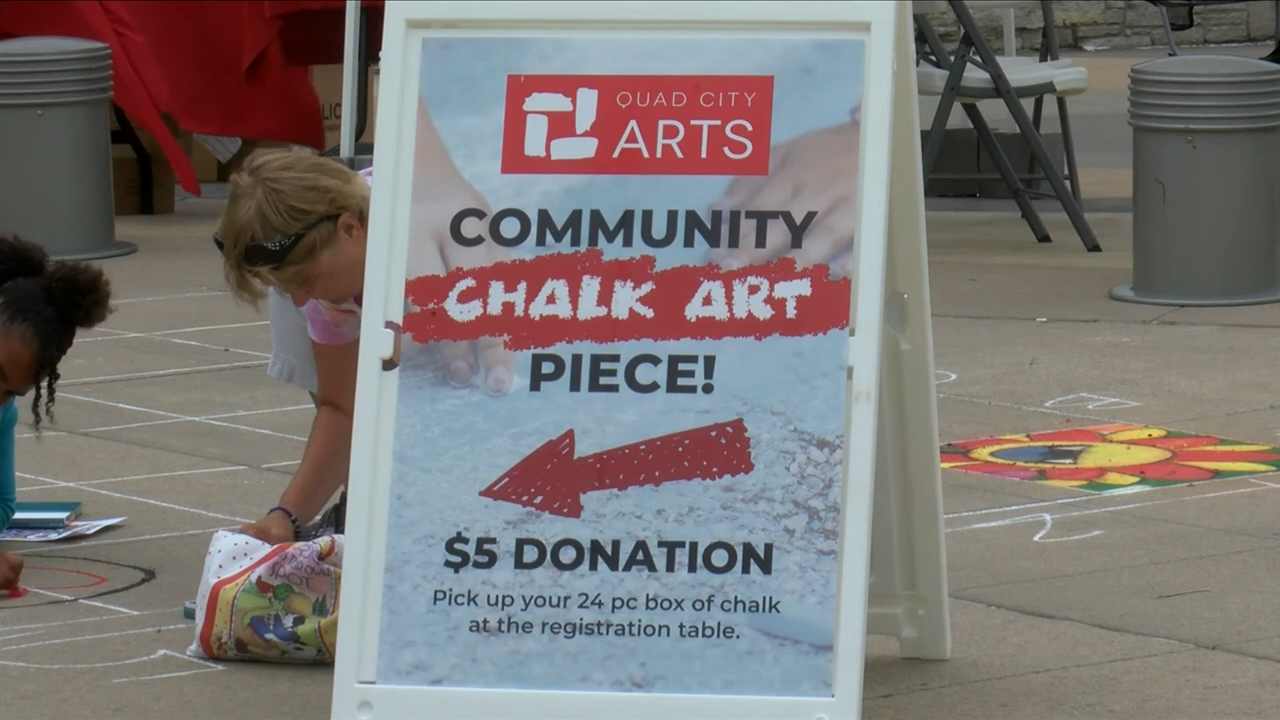 QUAD CITY
ARTS
COMMUNITY
CHALK ART
PIECE!
$5 DONATION
Pick up your 24 pc box of chalk
at the registration table.